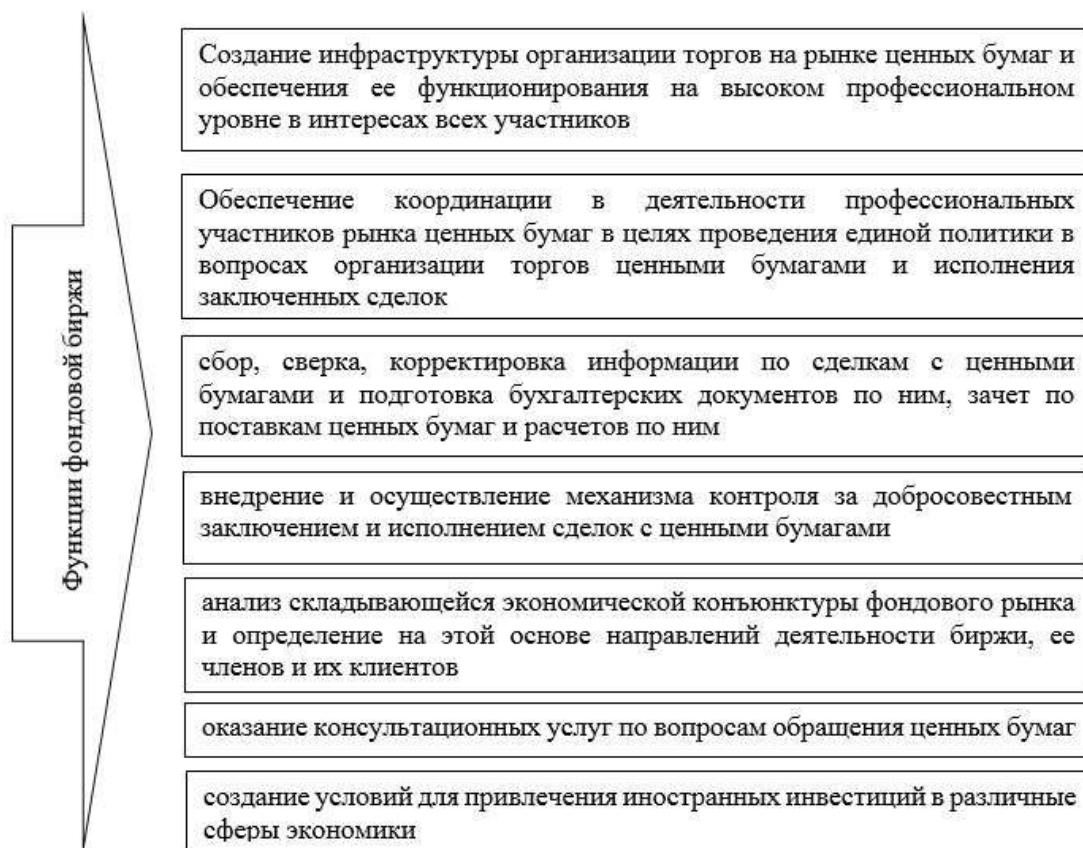 Функции фондовой биржи
Создание инфраструктуры организации торгов на рынке ценных бумаг и
обеспечения ее функционирования на высоком профессиональном
уровне в интересах всех участников
Обеспечение координации в деятельности профессиональных
участников рынка ценных бумаг в целях проведения единой политики в
вопросах организации торгов ценными бумагами и исполнения
заключенных сделок
сбор, сверка, корректировка информации по сделкам с ценными
бумагами и подготовка бухгалтерских документов по ним, зачет по
поставкам ценных бумаг и расчетов по ним
внедрение и осуществление механизма контроля за добросовестным
заключением и исполнением сделок с ценными бумагами
анализ складывающейся экономической конъюнктуры фондового рынка
и определение на этой основе направлений деятельности биржи, ее
членов и их клиентов
оказание консультационных услуг по вопросам обращения ценных бумаг
создание условий для привлечения иностранных инвестиций в различные
сферы экономики